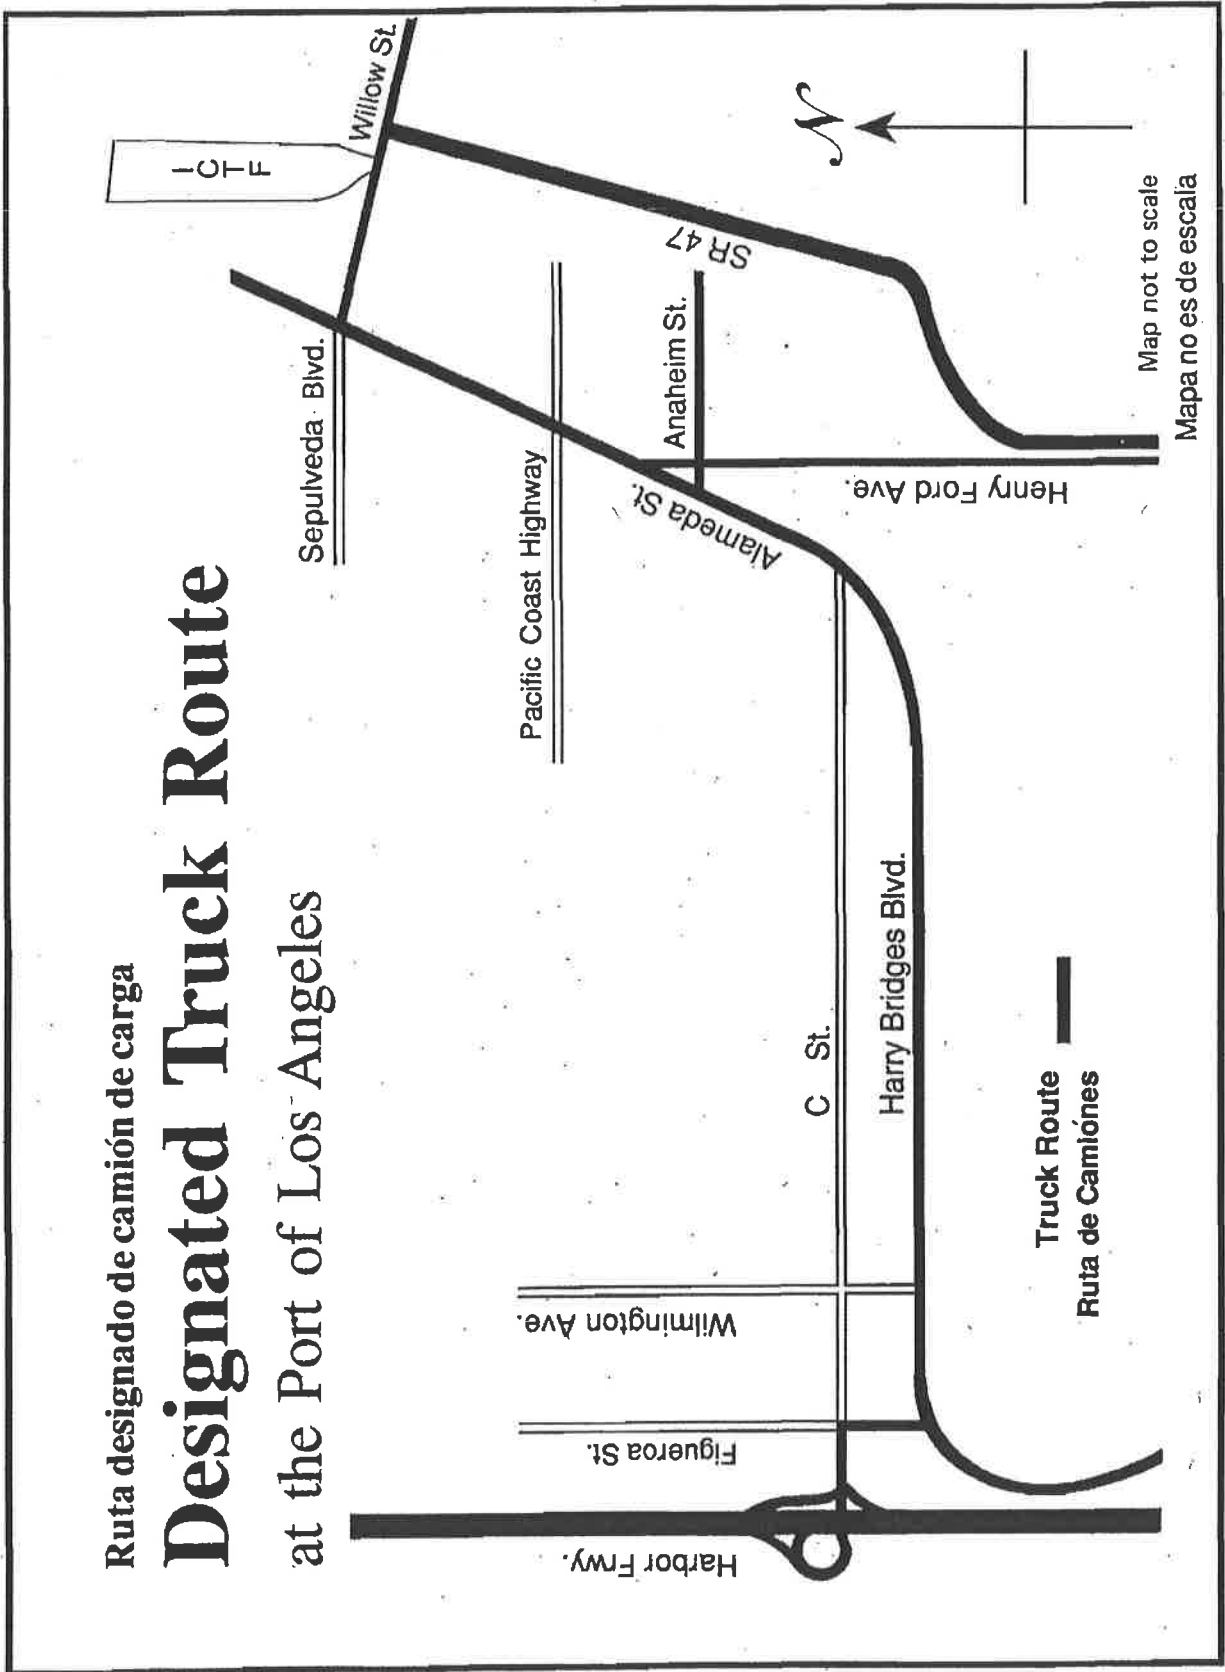 Ruta designado de camión de carga
Designated Truck Route
at the Port of Los Angeles
I
C
T
F
Willow St.
Sepulveda Blvd.
Pacific Coast Highway
SR 47
Anaheim St.
Alameda St.
Henry Ford Ave.
N
Harbor Frwy.
Figueroa St.
Wilmington Ave.
C St.
Harry Bridges Blvd.
Truck Route
Ruta de Camiónes
Map not to scale
Mapa no es de escala